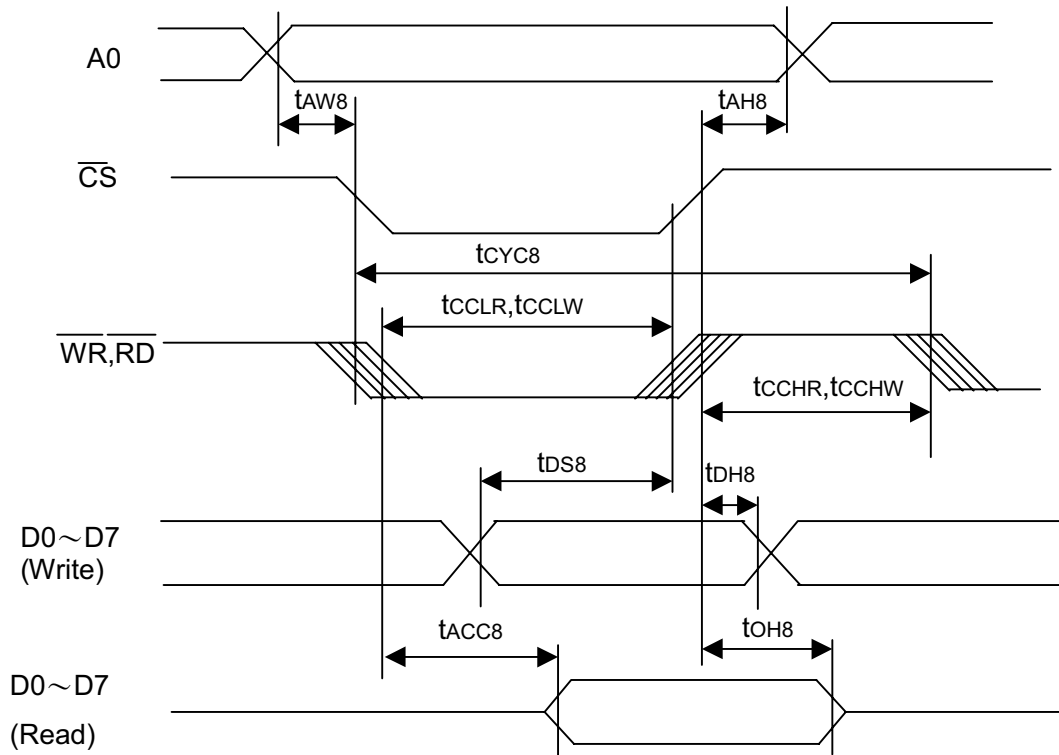 A0
tAW8
tAH8
CS
tCYC8
tCCLR,tCCLW
WR,RD
tCCHR,tCCHW
tDS8
tDH8
D0～D7
(Write)
tACC8
tOH8
D0～D7
(Read)